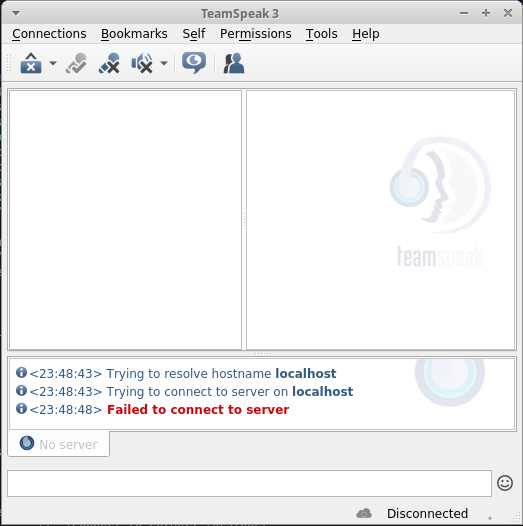 TeamSpeak 3
Connections Bookmarks Self Permissions Tools Help
teamspeak
<23:48:43> Trying to resolve hostname localhost
<23:48:43> Trying to connect to server on localhost
<23:48:48> Failed to connect to server
No server
Disconnected